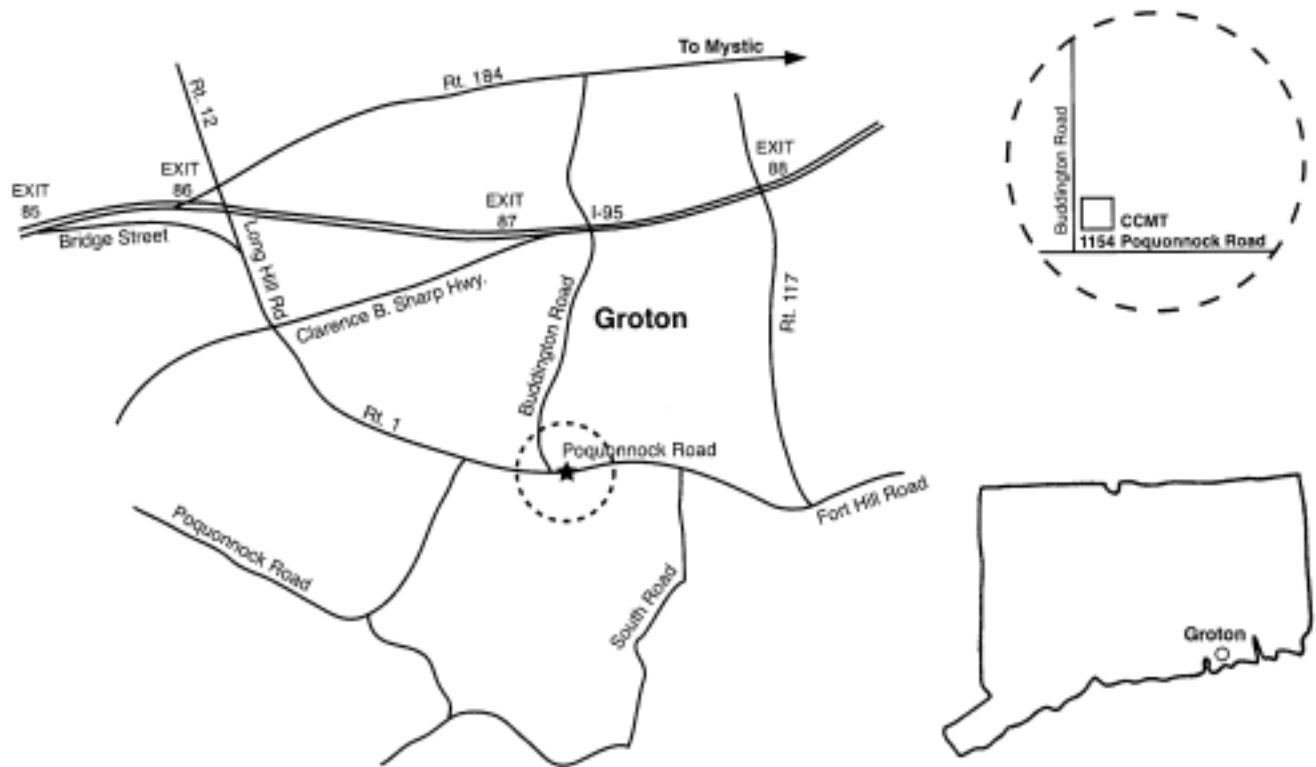 To Mystic
Rt. 184
Rt. 12
EXIT
85
EXIT
86
EXIT
87
I-95
EXIT
88
Bridge Street
Long Hill Rd
Clarence B. Sharp Hwy.
Buddington Road
Groton
Rt. 117
Rt. 1
Poquonnock Road
Fort Hill Road
Poquonnock Road
South Road
Buddington Road
CCMT
1154 Poquonnock Road
Groton